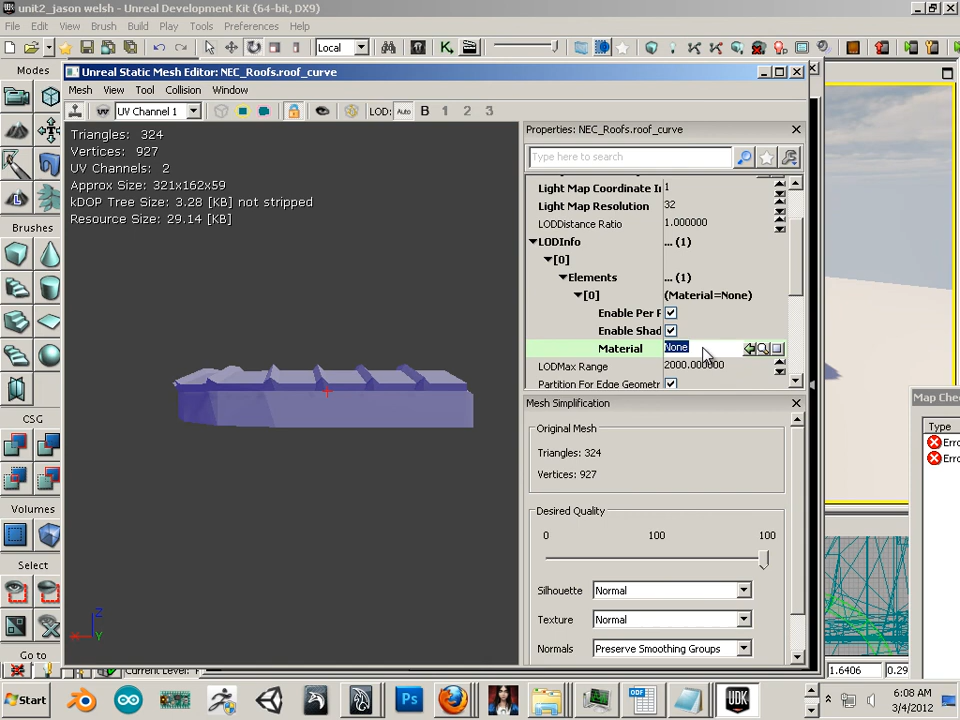 unit2_jason welsh - Unreal Development Kit (64-bit, DX9)
File Edit View Brush Build Play Tools Preferences Help
Local
Modes
Brushes
CSG
Volumes
Select
Go to
Unreal Static Mesh Editor: NEC_Roofs.roof_curve
Mesh View Tool Collision Window
UV Channel 1 LOD: Auto B 1 2 3
Triangles: 324
Vertices: 927
UV Channels: 2
Approx Size: 321x162x59
kDOP Tree Size: 3.28 [KB] not stripped
Resource Size: 29.14 [KB]
Z
X Y
Properties: NEC_Roofs.roof_curve
Type here to search
Light Map Coordinate I 1
Light Map Resolution 32
LODDistance Ratio 1.000000
LODInfo ... (1)
[0]
Elements ... (1)
[0] (Material=None)
Enable Per F
Enable Shad
Material None
LODMax Range 2000.000000
Partition For Edge Geometr
Mesh Simplification
Original Mesh
Triangles: 324
Vertices: 927
Desired Quality
0 100 100
Silhouette Normal
Texture Normal
Normals Preserve Smoothing Groups
Map Che
Type
Erro
Erro
Current Level:
1.6406 0.29
Start
Ps
ODF
UDK
6:08 AM
3/4/2012